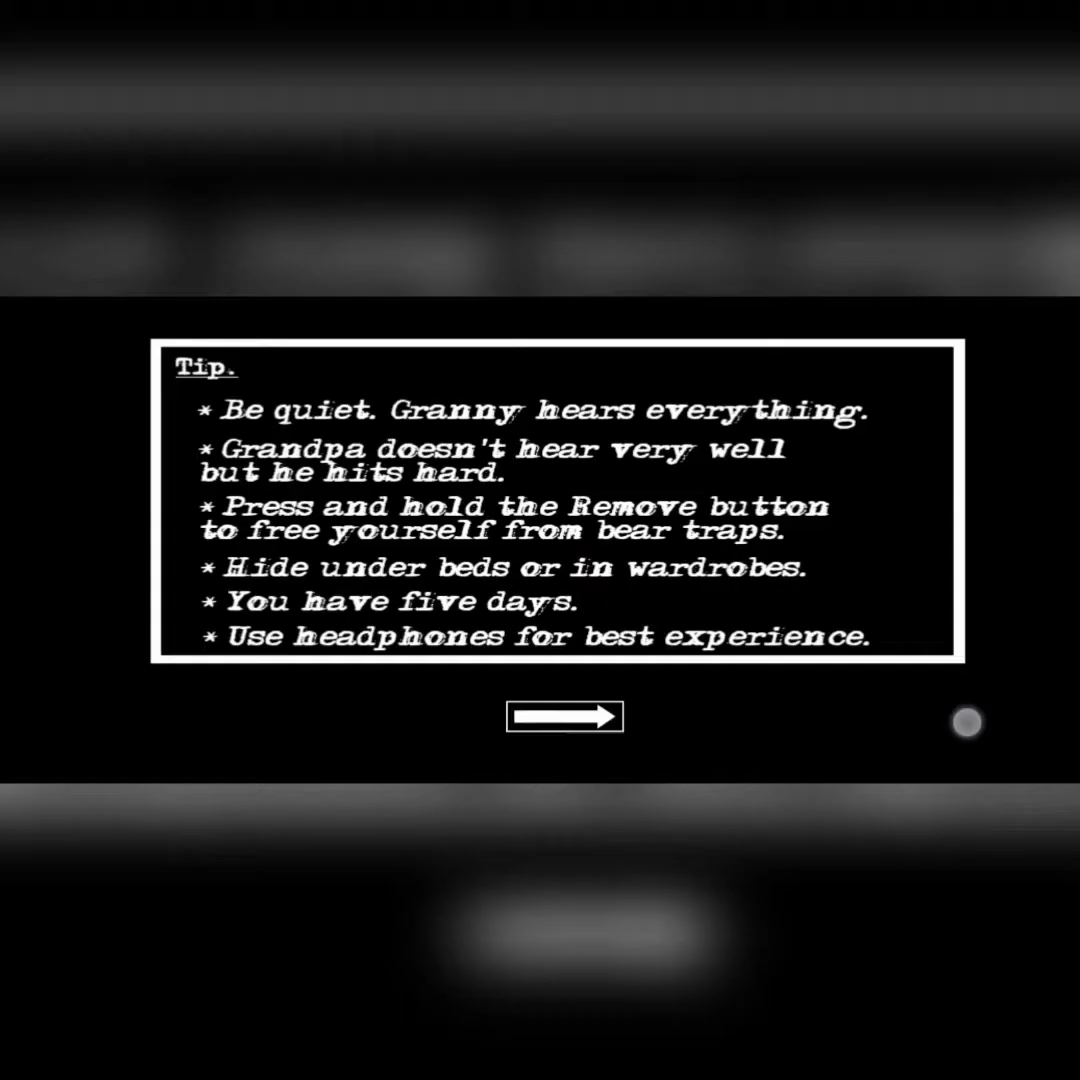 Tip.
* Be quiet. Granny hears everything.
* Grandpa doesn't hear very well
but he hits hard.
* Press and hold the Remove button
to free yourself from bear traps.
* Hide under beds or in wardrobes.
* You have five days.
* Use headphones for best experience.